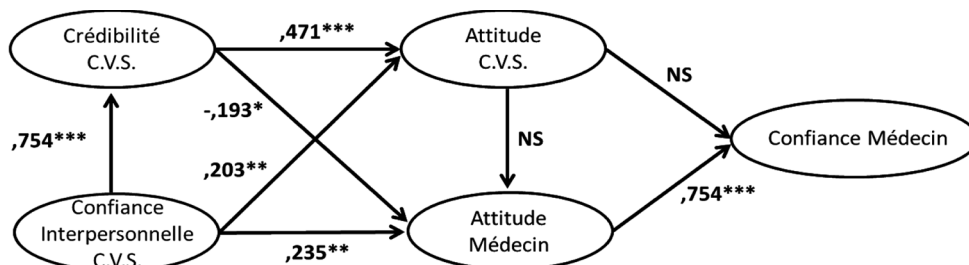 Crédibilité
C.V.S.
,471***
Attitude
C.V.S.
NS
-,193*
,754***
NS
Confiance Médecin
,203**
,754***
Confiance
Interpersonnelle
C.V.S.
,235**
Attitude
Médecin